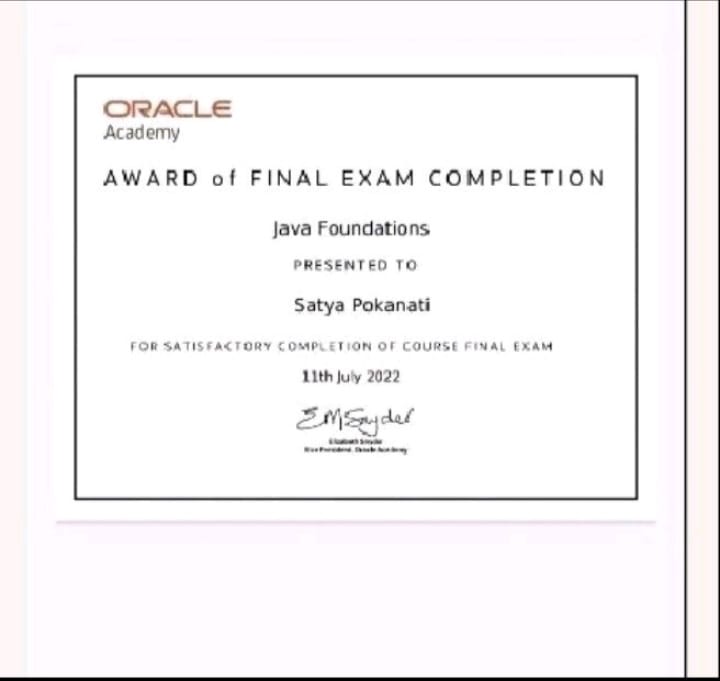 ORACLE
Academy
AWARD of FINAL EXAM COMPLETION
Java Foundations
PRESENTED TO
Satya Pokanati
FOR SATISFACTORY COMPLETION OF COURSE FINAL EXAM
11th July 2022
EMSnyder
Elizabeth Snyder
Vice President, Oracle Academy